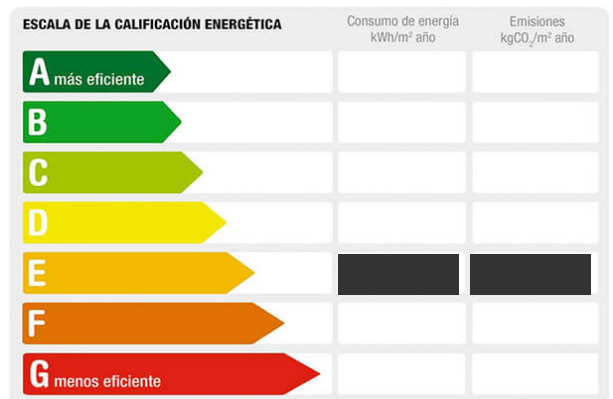 ESCALA DE LA CALIFICACIÓN ENERGÉTICA
Consumo de energía
kWh/m² año
Emisiones
kgCO₂/m² año
A más eficiente
B
C
D
E
F
G menos eficiente